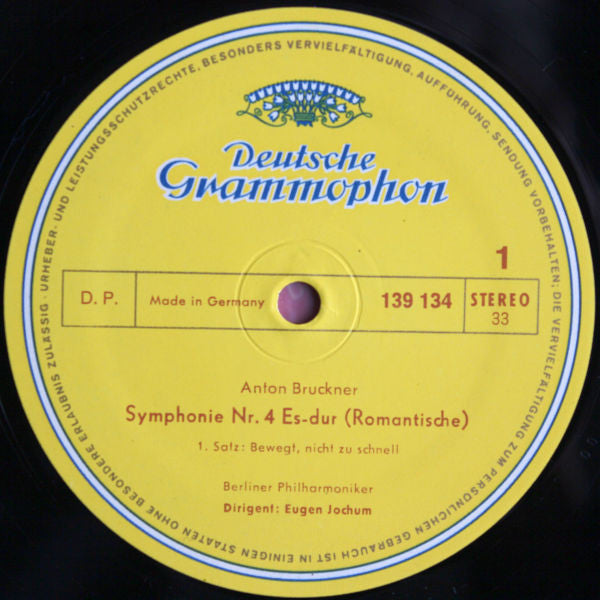 URHEBER- UND LEISTUNGSSCHUTZRECHTE, BESONDERS VERVIELFÄLTIGUNG, AUFFÜHRUNG, SENDUNG VORBEHALTEN; DIE VERVIELFÄLTIGUNG ZUM PERSÖNLICHEN GEBRAUCH IST IN EINIGEN STAATEN OHNE BESONDERE ERLAUBNIS ZULÄSSIG ·
Deutsche
Grammophon
1
D. P.
Made in Germany
139 134
STEREO
33
Anton Bruckner
Symphonie Nr. 4 Es-dur (Romantische)
1. Satz: Bewegt, nicht zu schnell
Berliner Philharmoniker
Dirigent: Eugen Jochum